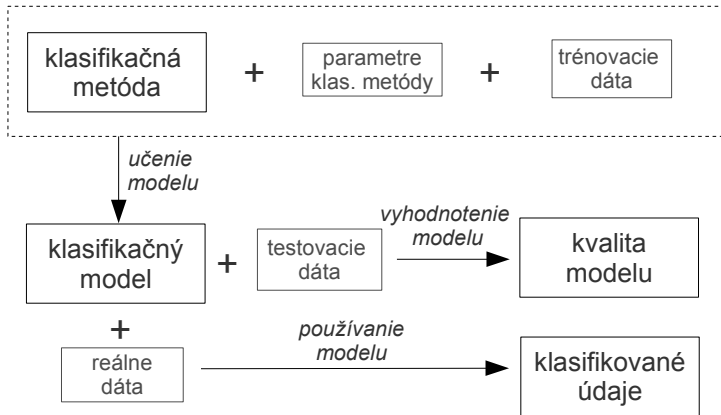 klasifikačná
metóda
+
parametre
klas. metódy
+
trénovacie
dáta
učenie
modelu
klasifikačný
model
+
testovacie
dáta
vyhodnotenie
modelu
kvalita
modelu
+
reálne
dáta
používanie
modelu
klasifikované
údaje